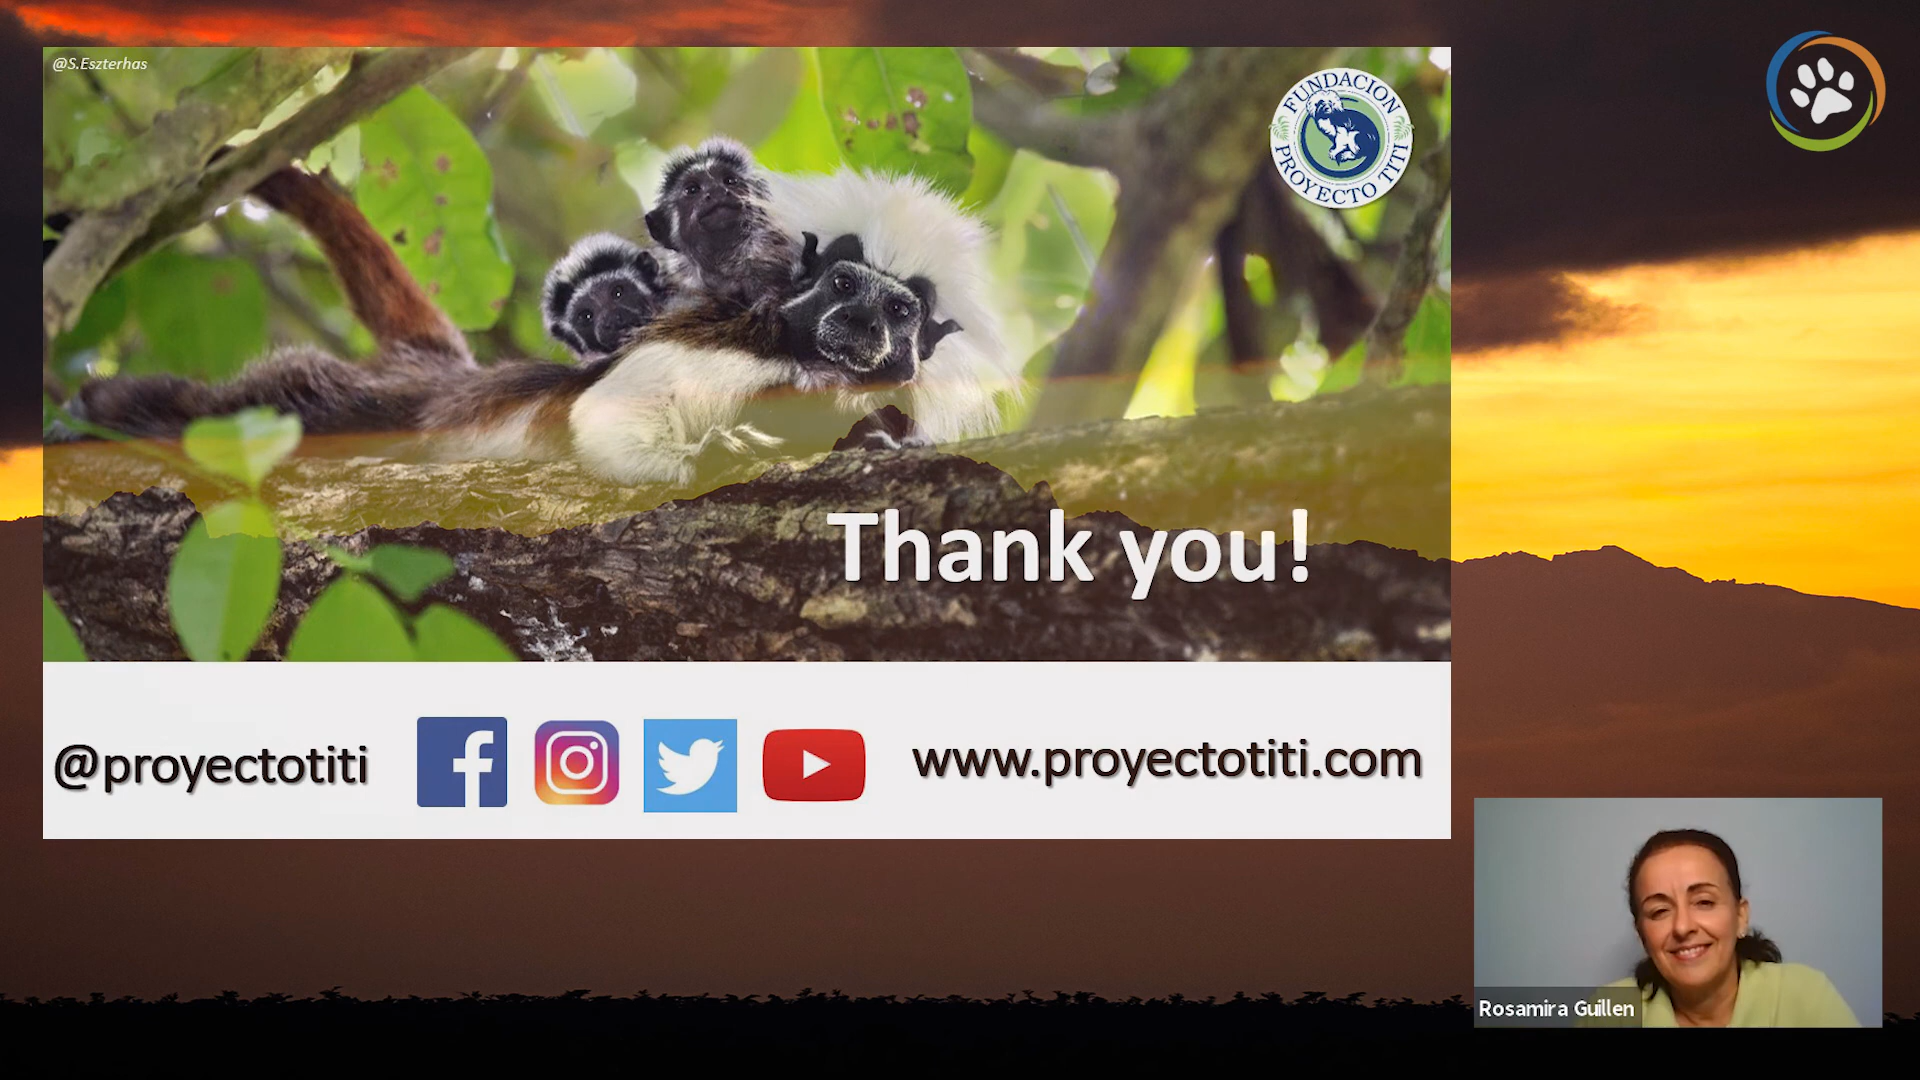 @S.Eszterhas
FUNDACION
PROYECTO TITI
Thank you!
@proyectotiti
www.proyectotiti.com
Rosamira Guillen